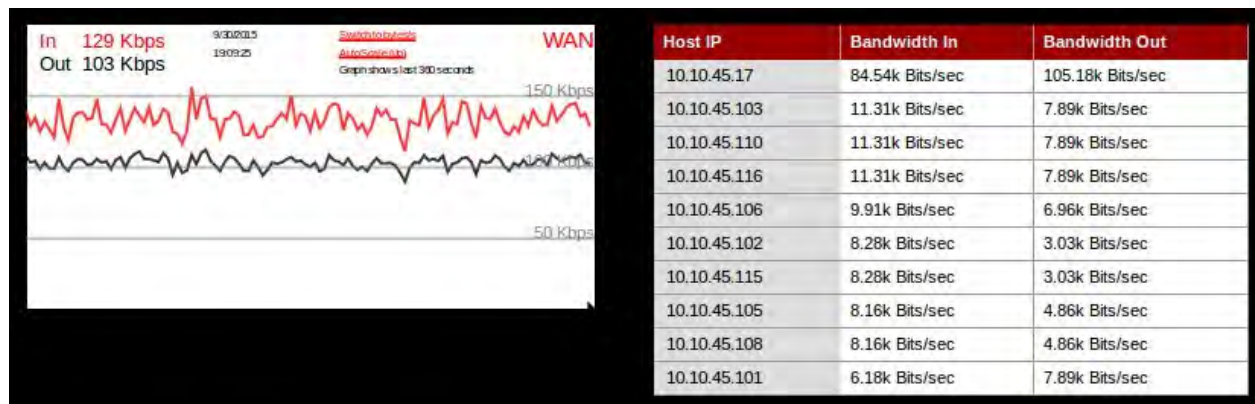 In 129 Kbps
Out 103 Kbps
9/30/2015
19:09:25
Switch to bytes/s
AutoScale (up)
Graph shows last 360 seconds
WAN
150 Kbps
100 Kbps
50 Kbps
Host IP Bandwidth In Bandwidth Out
10.10.45.17 84.54k Bits/sec 105.18k Bits/sec
10.10.45.103 11.31k Bits/sec 7.89k Bits/sec
10.10.45.110 11.31k Bits/sec 7.89k Bits/sec
10.10.45.116 11.31k Bits/sec 7.89k Bits/sec
10.10.45.106 9.91k Bits/sec 6.96k Bits/sec
10.10.45.102 8.28k Bits/sec 3.03k Bits/sec
10.10.45.115 8.28k Bits/sec 3.03k Bits/sec
10.10.45.105 8.16k Bits/sec 4.86k Bits/sec
10.10.45.108 8.16k Bits/sec 4.86k Bits/sec
10.10.45.101 6.18k Bits/sec 7.89k Bits/sec